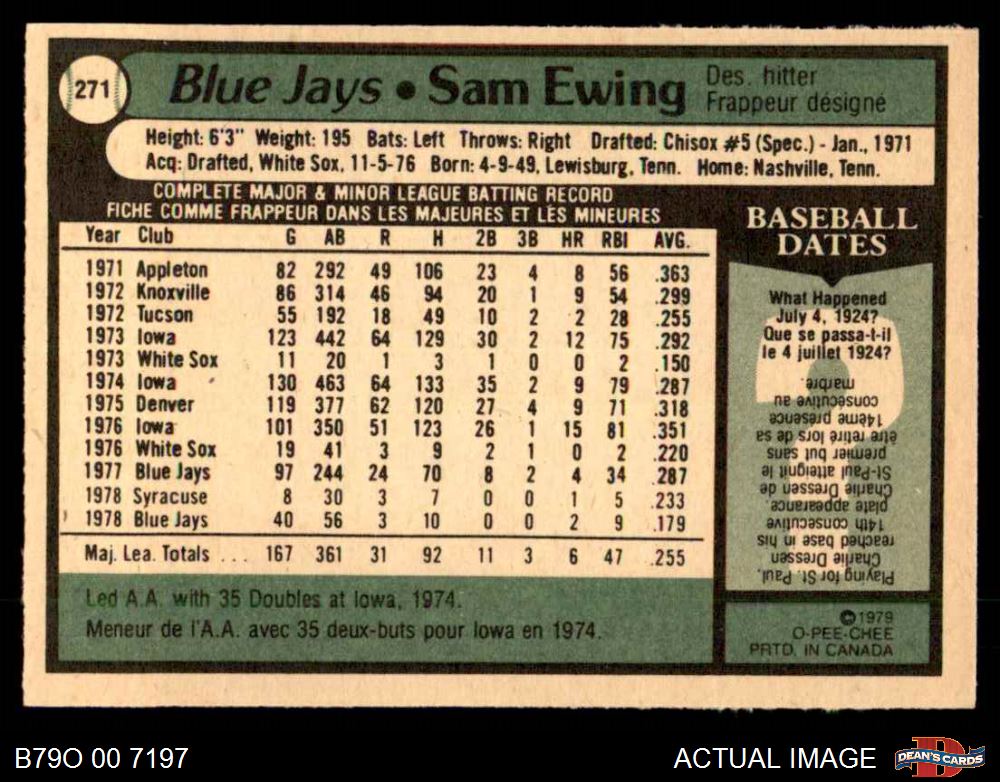 271
Blue Jays • Sam Ewing
Des. hitter
Frappeur désigné
Height: 6'3" Weight: 195 Bats: Left Throws: Right Drafted: Chisox #5 (Spec.) - Jan., 1971
Acq: Drafted, White Sox, 11-5-76 Born: 4-9-49, Lewisburg, Tenn. Home: Nashville, Tenn.
COMPLETE MAJOR & MINOR LEAGUE BATTING RECORD
FICHE COMME FRAPPEUR DANS LES MAJEURES ET LES MINEURES
Year Club G AB R H 2B 3B HR RBI AVG.
1971 Appleton 82 292 49 106 23 4 8 56 .363
1972 Knoxville 86 314 46 94 20 1 9 54 .299
1972 Tucson 55 192 18 49 10 2 2 28 .255
1973 Iowa 123 442 64 129 30 2 12 75 .292
1973 White Sox 11 20 1 3 1 0 0 2 .150
1974 Iowa 130 463 64 133 35 2 9 79 .287
1975 Denver 119 377 62 120 27 4 9 71 .318
1976 Iowa 101 350 51 123 26 1 15 81 .351
1976 White Sox 19 41 3 9 2 1 0 2 .220
1977 Blue Jays 97 244 24 70 8 2 4 34 .287
1978 Syracuse 8 30 3 7 0 0 1 5 .233
1978 Blue Jays 40 56 3 10 0 0 2 9 .179
Maj. Lea. Totals ... 167 361 31 92 11 3 6 47 .255
Led A.A. with 35 Doubles at Iowa, 1974.
Meneur de l'A.A. avec 35 deux-buts pour Iowa en 1974.
BASEBALL
DATES
What Happened
July 4, 1924?
Que se passa-t-il
le 4 juillet 1924?
Playing for St. Paul,
Charlie Dressen
reached base in his
14th consecutive
plate appearance.
Charlie Dressen de
St-Paul atteignit le
premier but sans
être retiré lors de sa
14ème présence
consécutive au
marbre.
©1979
O-PEE-CHEE
PRTD. IN CANADA
B79O 00 7197
ACTUAL IMAGE
DEAN'S CARDS